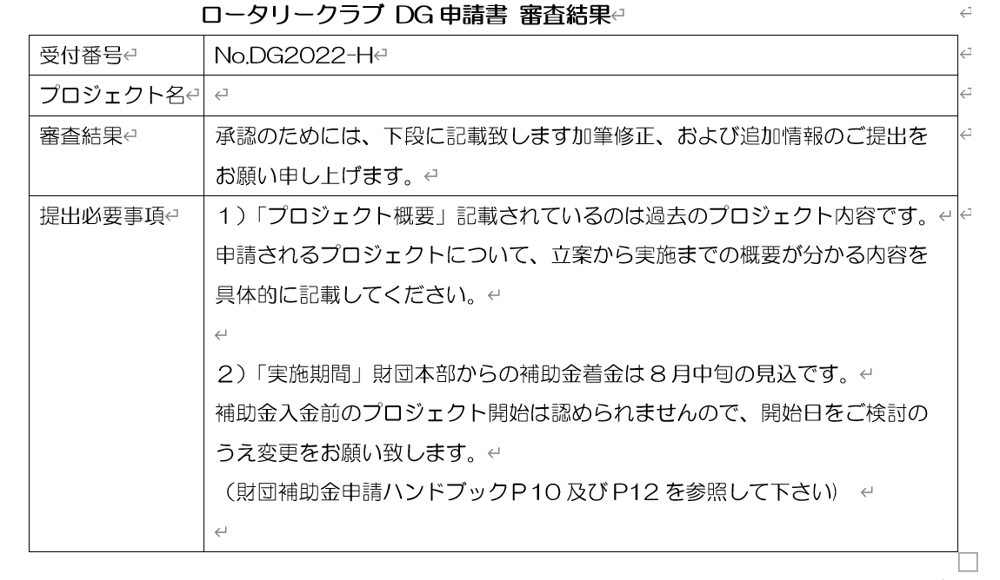 ロータリークラブ DG申請書 審査結果
受付番号
No.DG2022-H
プロジェクト名
審査結果
承認のためには、下段に記載致します加筆修正、および追加情報のご提出を
お願い申し上げます。
提出必要事項
１）「プロジェクト概要」記載されているのは過去のプロジェクト内容です。
申請されるプロジェクトについて、立案から実施までの概要が分かる内容を
具体的に記載してください。
２）「実施期間」財団本部からの補助金着金は８月中旬の見込です。
補助金入金前のプロジェクト開始は認められませんので、開始日をご検討の
うえ変更をお願い致します。
（財団補助金申請ハンドブックＰ10 及びＰ12 を参照して下さい）